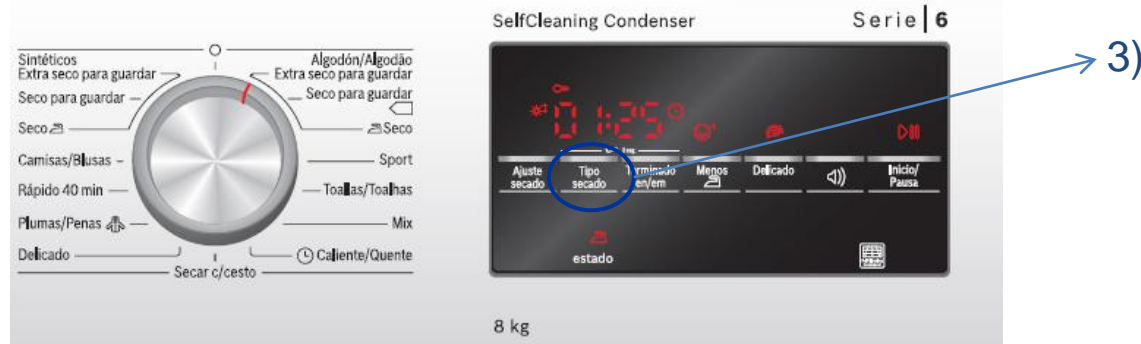 SelfCleaning Condenser
Serie | 6
3)
Sintéticos
Extra seco para guardar
Seco para guardar
Seco
Camisas/Blusas
Rápido 40 min
Plumas/Penas
Delicado
Secar c/cesto
Algodón/Algodão
Extra seco para guardar
Seco para guardar
Seco
Sport
Toallas/Toalhas
Mix
Caliente/Quente
01:25
Ajuste
secado
Tipo
secado
Terminado
en/em
Menos
Delicado
Inicio/
Pausa
estado
8 kg